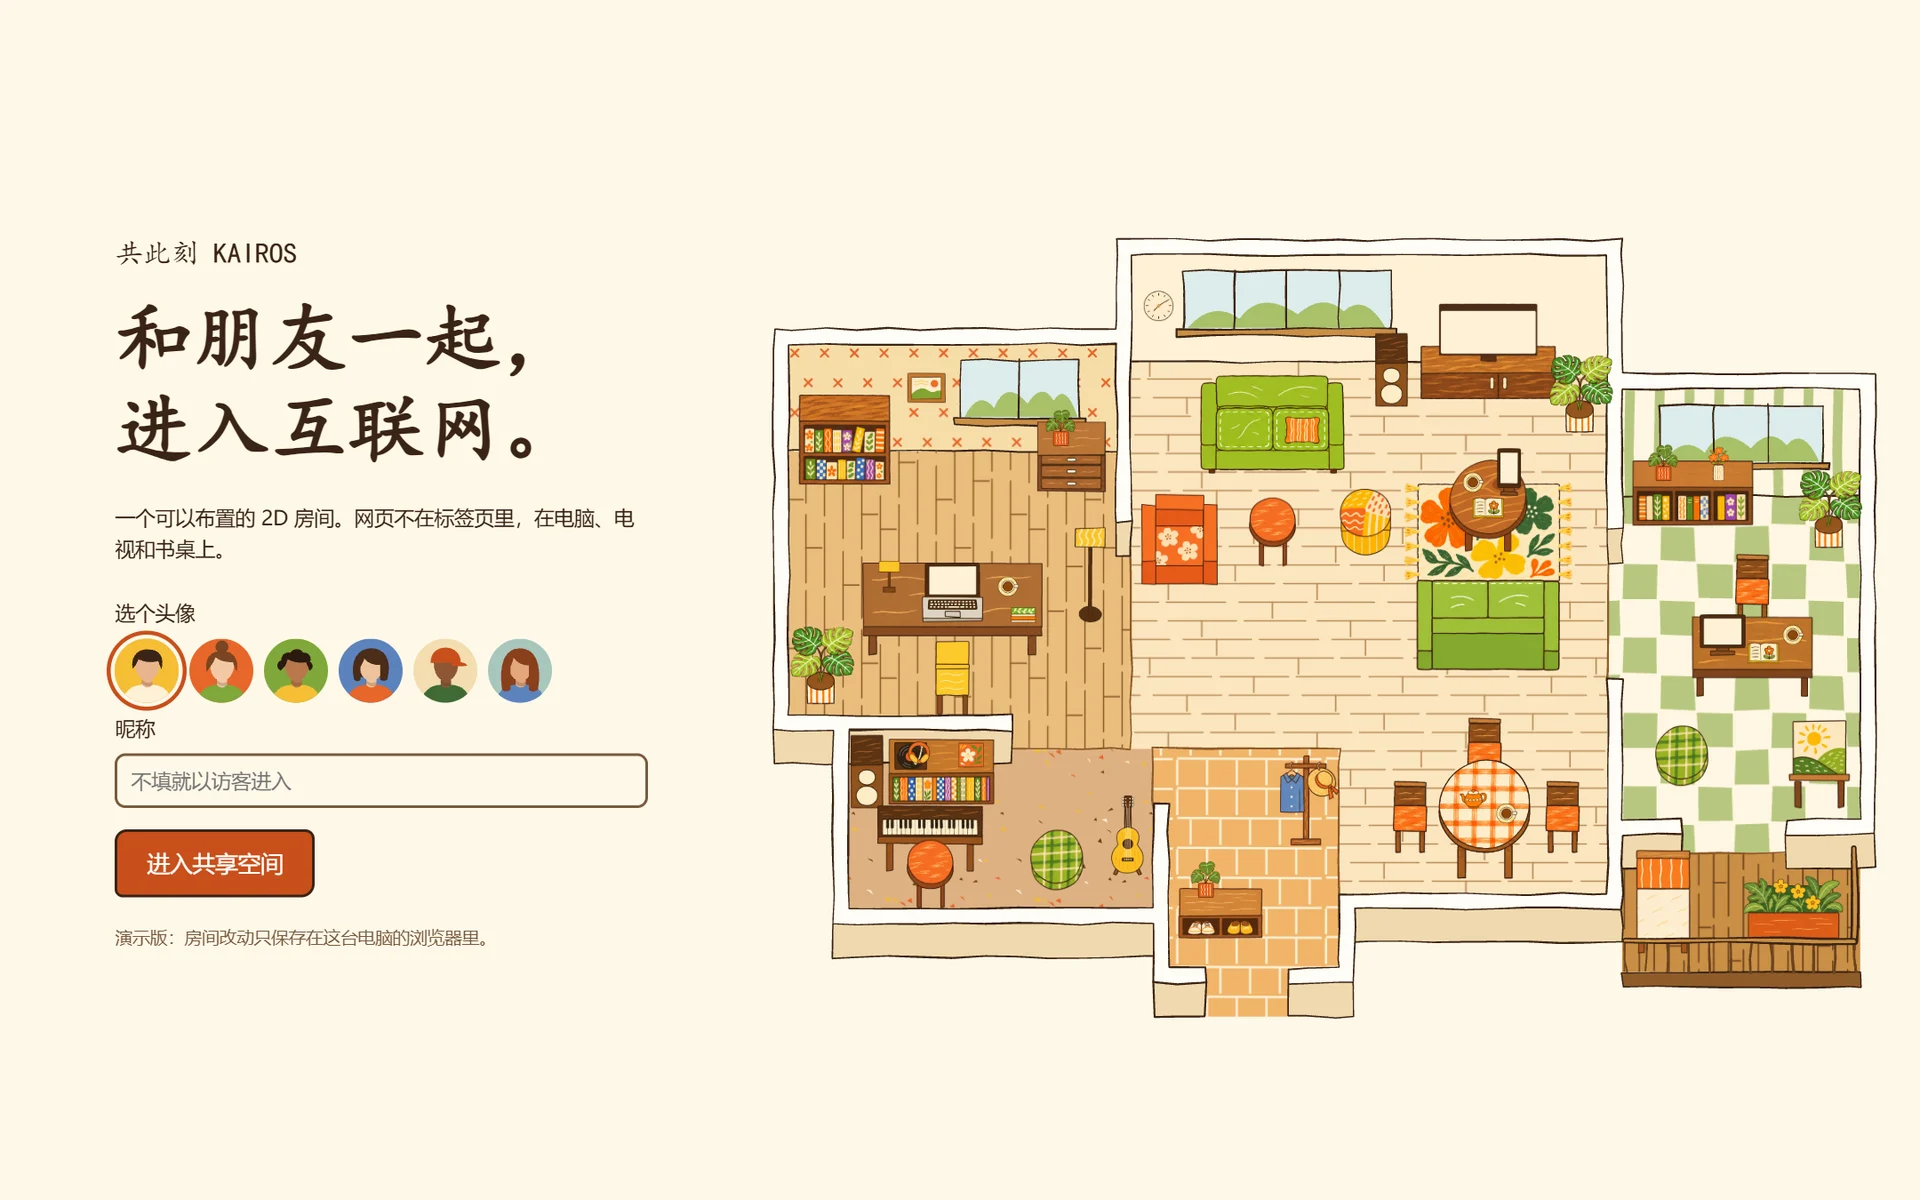 共此刻 KAIROS
和朋友一起，
进入互联网。
一个可以布置的 2D 房间。网页不在标签页里，在电脑、电
视和书桌上。
选个头像
昵称
不填就以访客进入
进入共享空间
演示版：房间改动只保存在这台电脑的浏览器里。